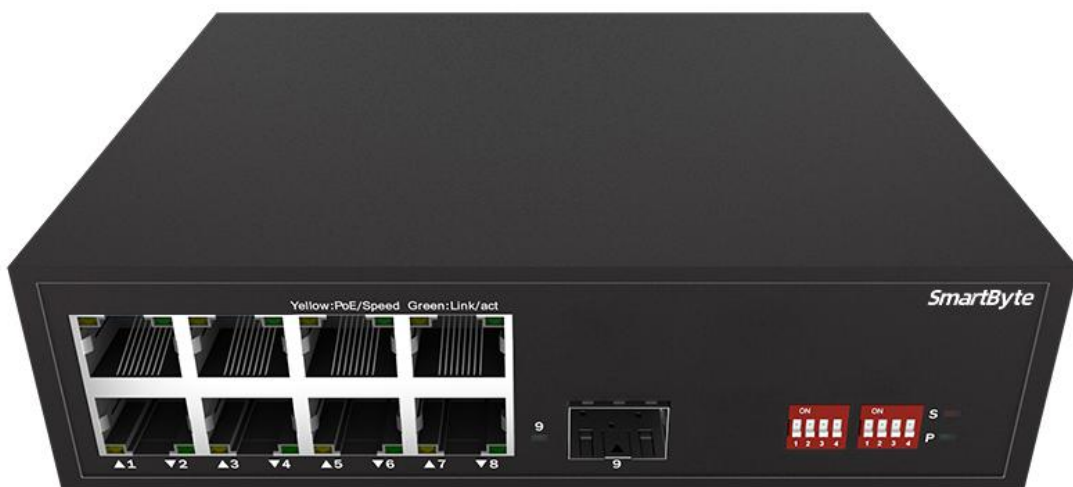 SmartByte
Yellow:PoE/Speed Green:Link/act
9
ON
1 2 3 4
ON
1 2 3 4
S
P
▲1 ▼2 ▲3 ▼4 ▲5 ▼6 ▲7 ▼8
9